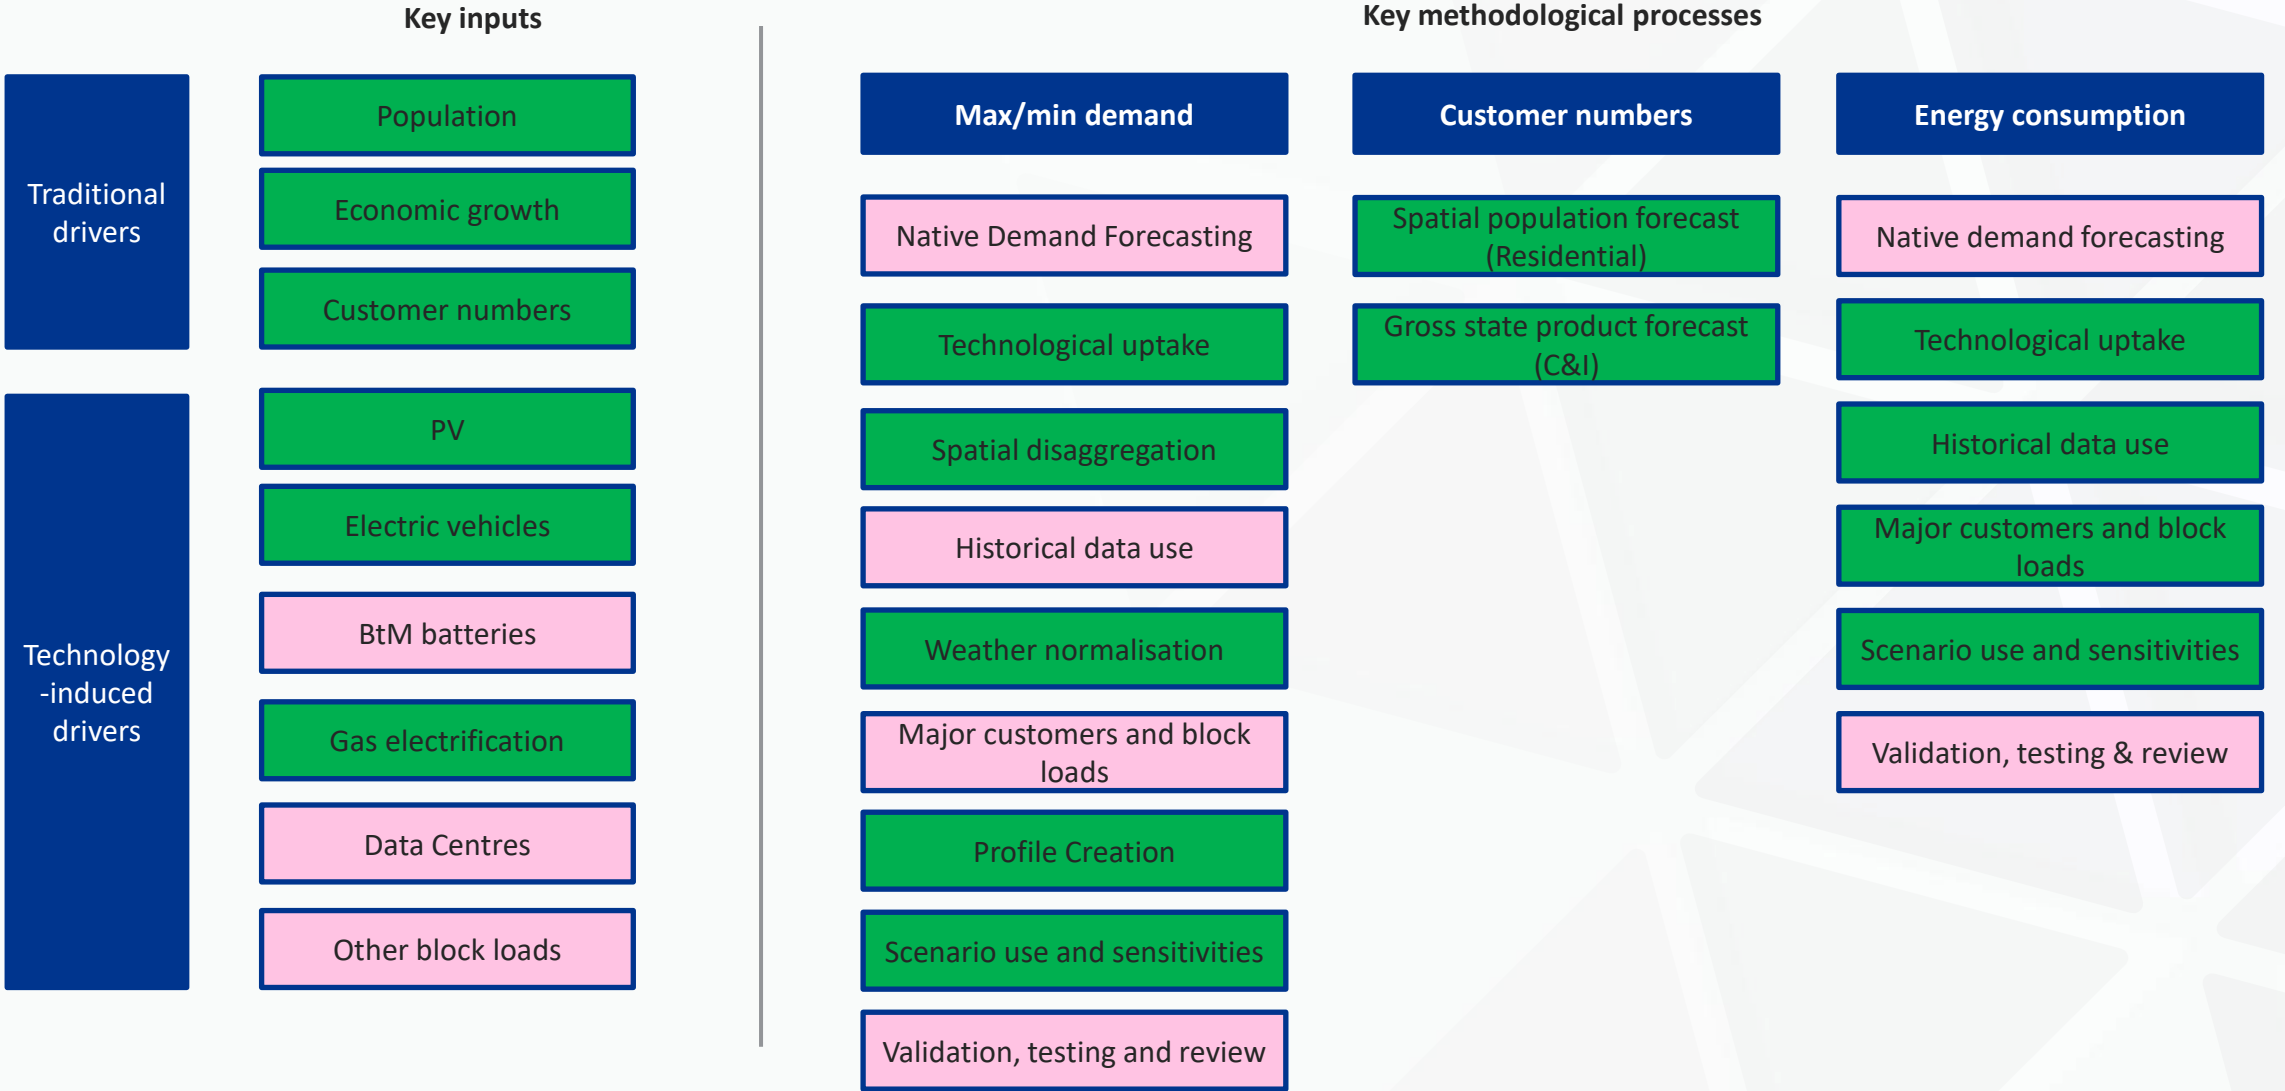 Key inputs
Traditional
drivers
Population
Economic growth
Customer numbers
Technology
-induced
drivers
PV
Electric vehicles
BtM batteries
Gas electrification
Data Centres
Other block loads
Key methodological processes
Max/min demand
Native Demand Forecasting
Technological uptake
Spatial disaggregation
Historical data use
Weather normalisation
Major customers and block
loads
Profile Creation
Scenario use and sensitivities
Validation, testing and review
Customer numbers
Spatial population forecast
(Residential)
Gross state product forecast
(C&I)
Energy consumption
Native demand forecasting
Technological uptake
Historical data use
Major customers and block
loads
Scenario use and sensitivities
Validation, testing & review